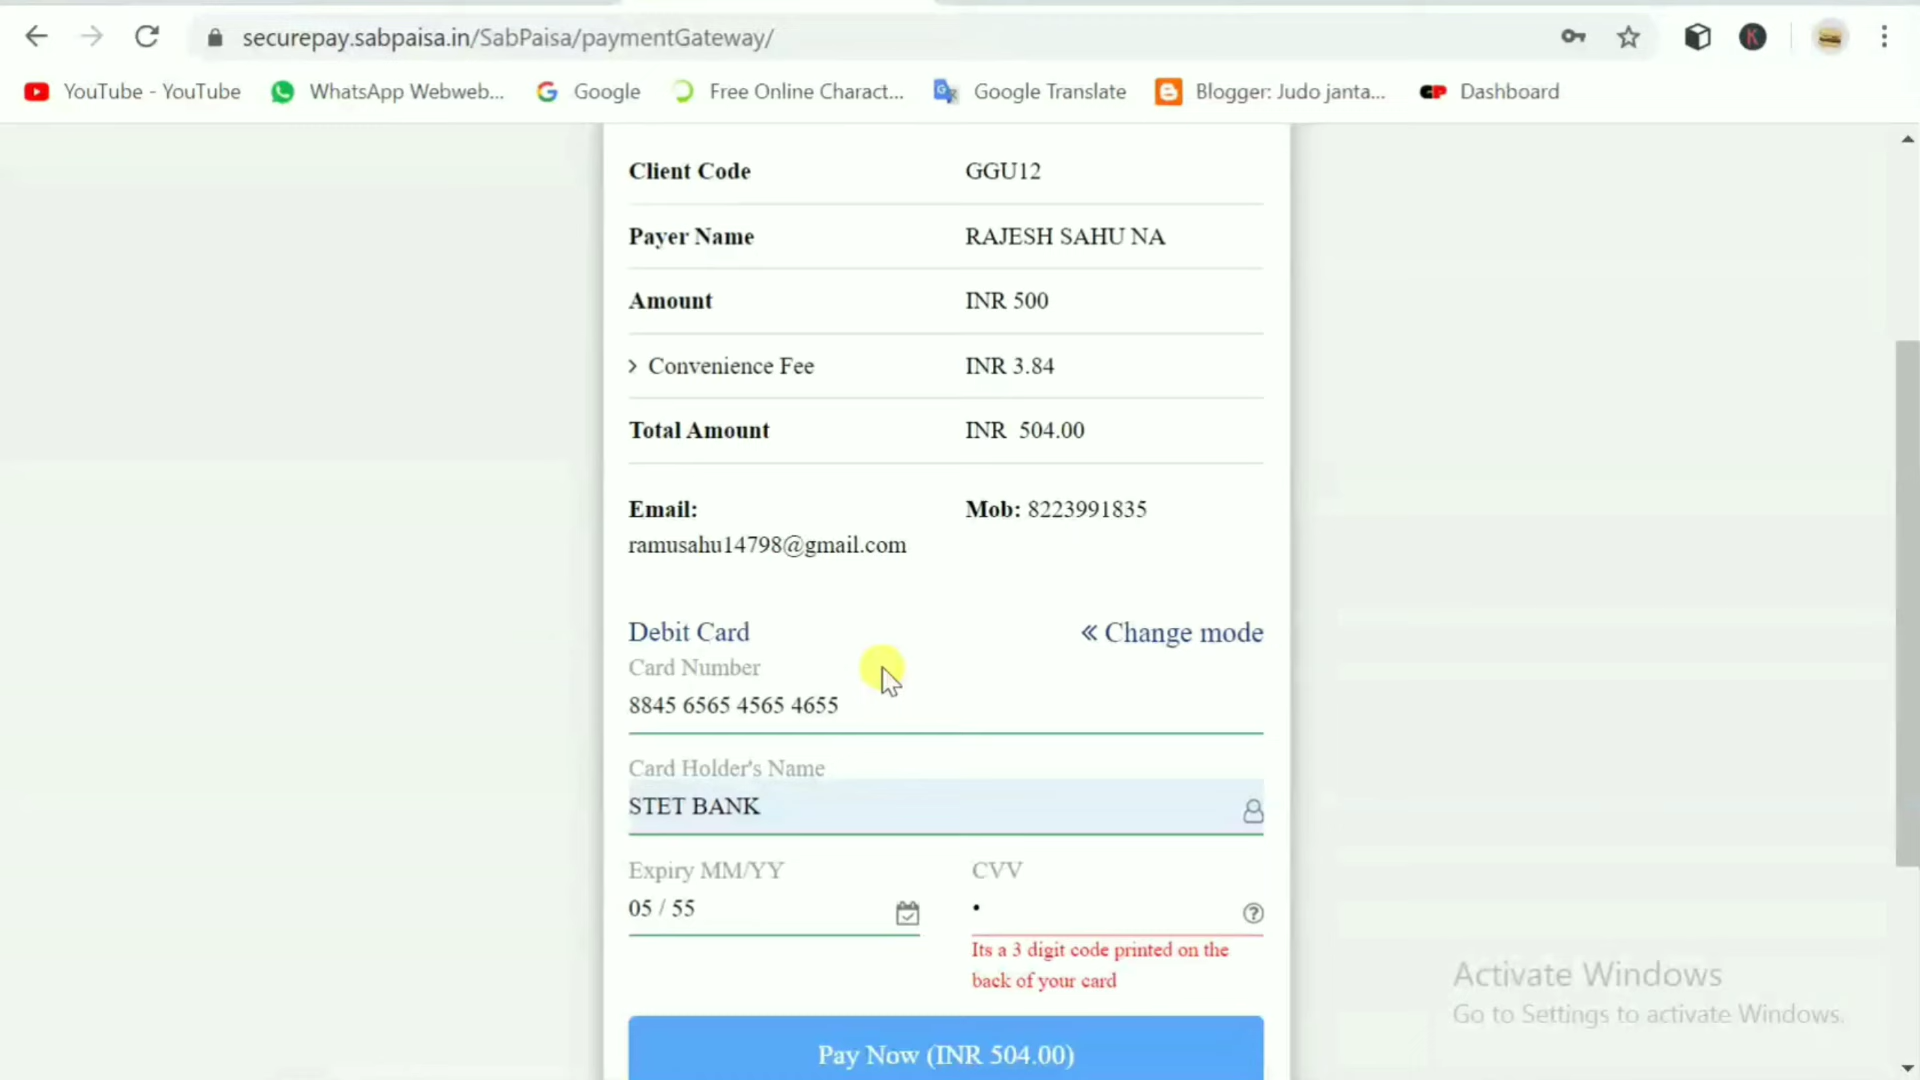 securepay.sabpaisa.in/SabPaisa/paymentGateway/
YouTube - YouTube WhatsApp Webweb... Google Free Online Charact... Google Translate Blogger: Judo janta... Dashboard
Client Code GGU12
Payer Name RAJESH SAHU NA
Amount INR 500
> Convenience Fee INR 3.84
Total Amount INR 504.00
Email: Mob: 8223991835
ramusahu14798@gmail.com
Debit Card « Change mode
Card Number
8845 6565 4565 4655
Card Holder's Name
STET BANK
Expiry MM/YY CVV
05 / 55 •
Its a 3 digit code printed on the
back of your card
Pay Now (INR 504.00)
Activate Windows
Go to Settings to activate Windows.